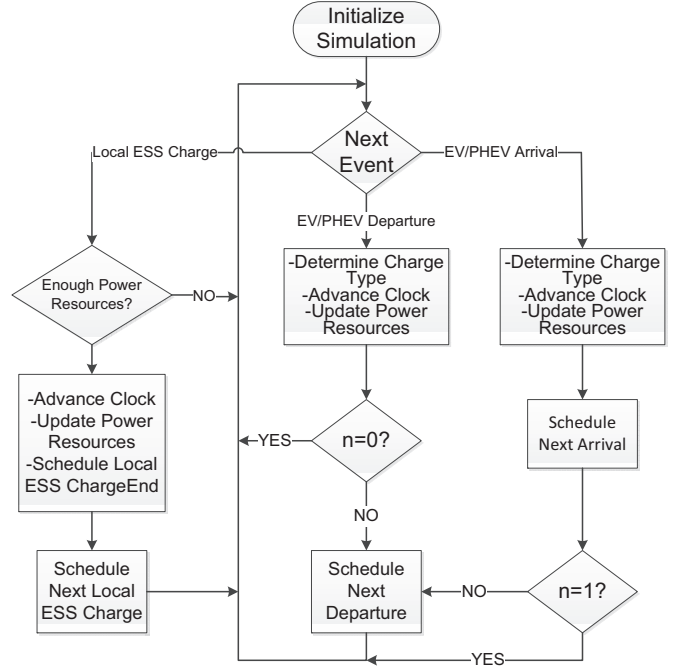 Initialize
Simulation
Next
Event
Local ESS Charge
EV/PHEV Arrival
EV/PHEV Departure
Enough Power
Resources?
NO
-Determine Charge
Type
-Advance Clock
-Update Power
Resources
-Determine Charge
Type
-Advance Clock
-Update Power
Resources
-Advance Clock
-Update Power
Resources
-Schedule Local
ESS ChargeEnd
YES
n=0?
Schedule
Next Arrival
NO
Schedule
Next Local
ESS Charge
Schedule
Next
Departure
NO
n=1?
YES